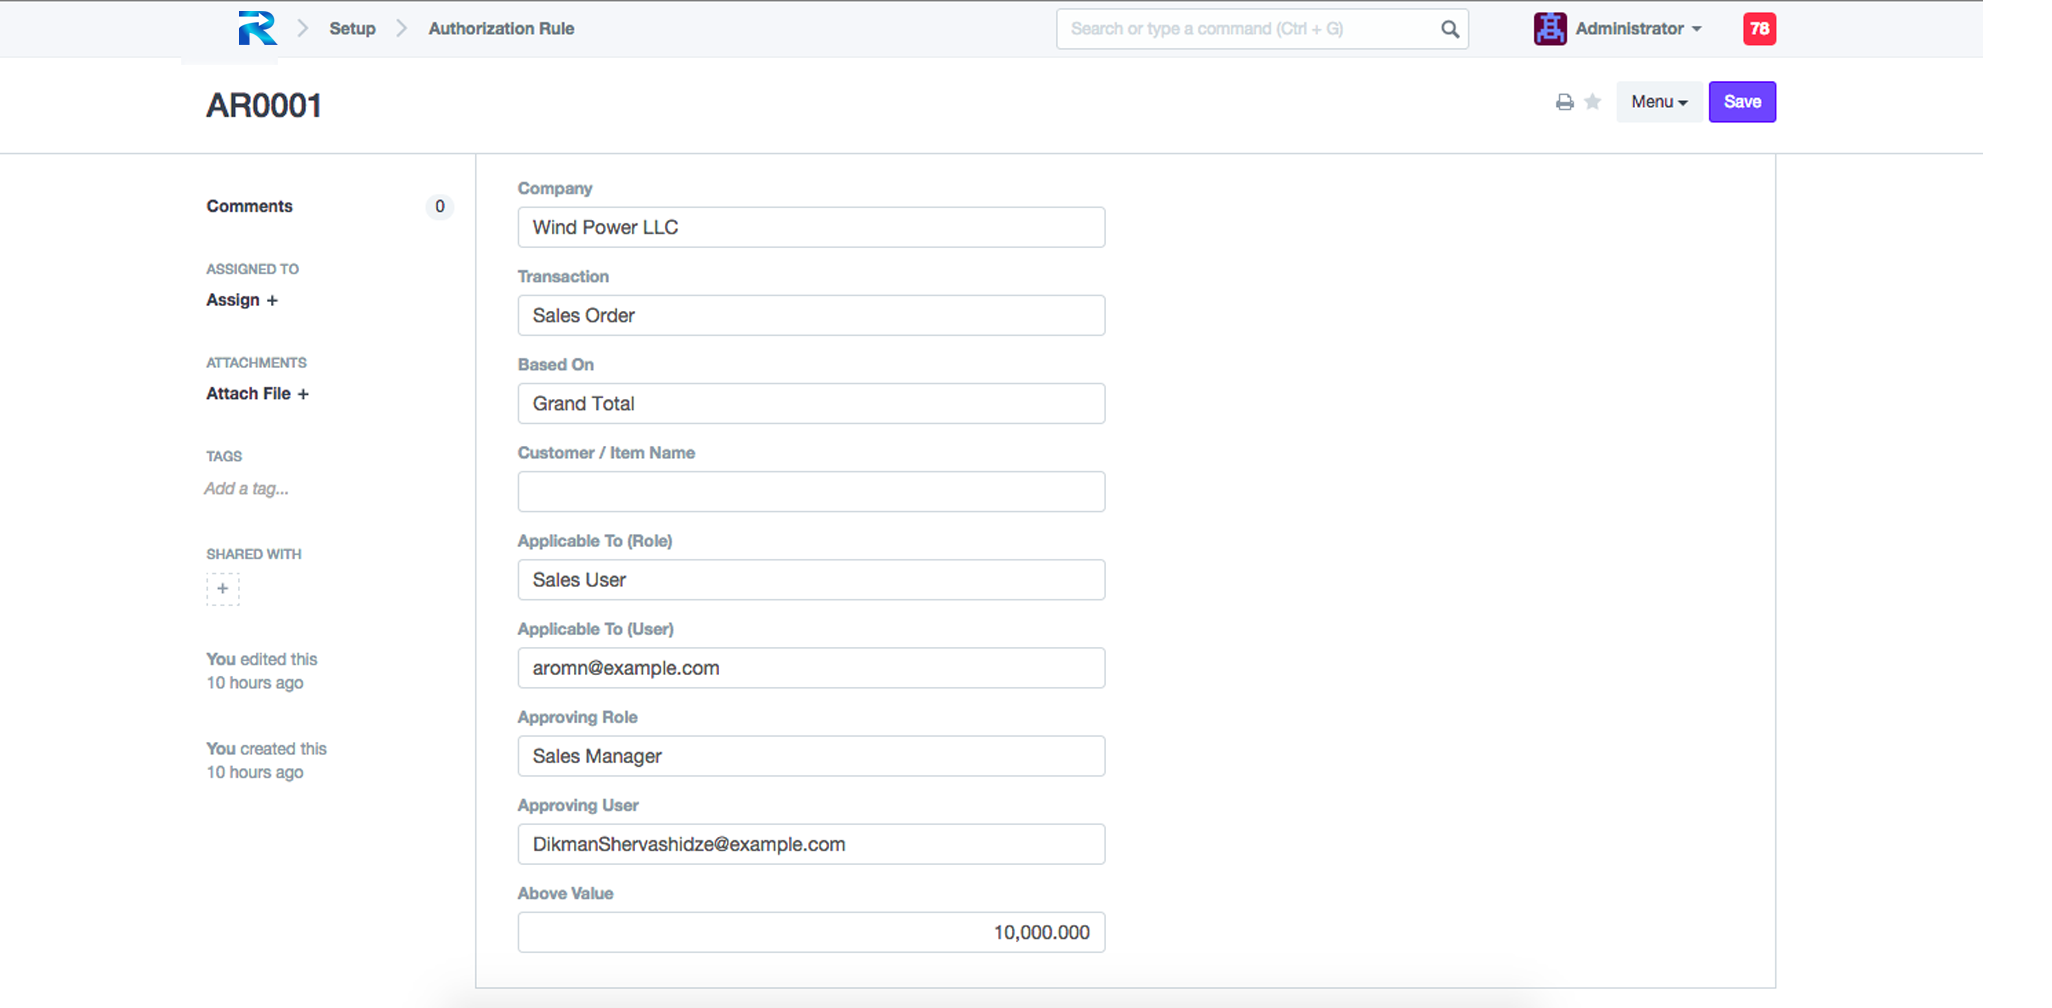 Setup
Authorization Rule
Search or type a command (Ctrl + G)
Administrator
78
AR0001
Menu
Save
Comments
0
ASSIGNED TO
Assign +
ATTACHMENTS
Attach File +
TAGS
Add a tag...
SHARED WITH
+
You edited this
10 hours ago
You created this
10 hours ago
Company
Wind Power LLC
Transaction
Sales Order
Based On
Grand Total
Customer / Item Name
Applicable To (Role)
Sales User
Applicable To (User)
aromn@example.com
Approving Role
Sales Manager
Approving User
DikmanShervashidze@example.com
Above Value
10,000.000